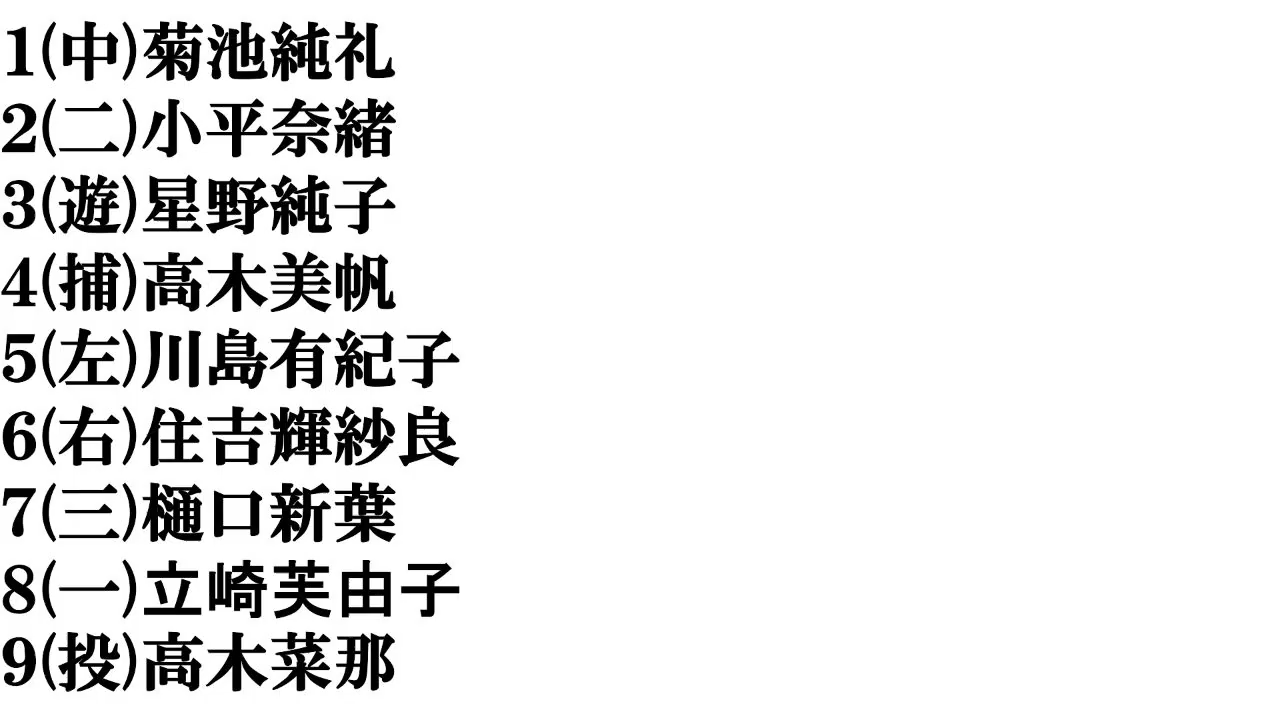 1(中)菊池純礼
2(二)小平奈緒
3(遊)星野純子
4(捕)高木美帆
5(左)川島有紀子
6(右)住吉輝紗良
7(三)樋口新葉
8(一)立崎芙由子
9(投)高木菜那